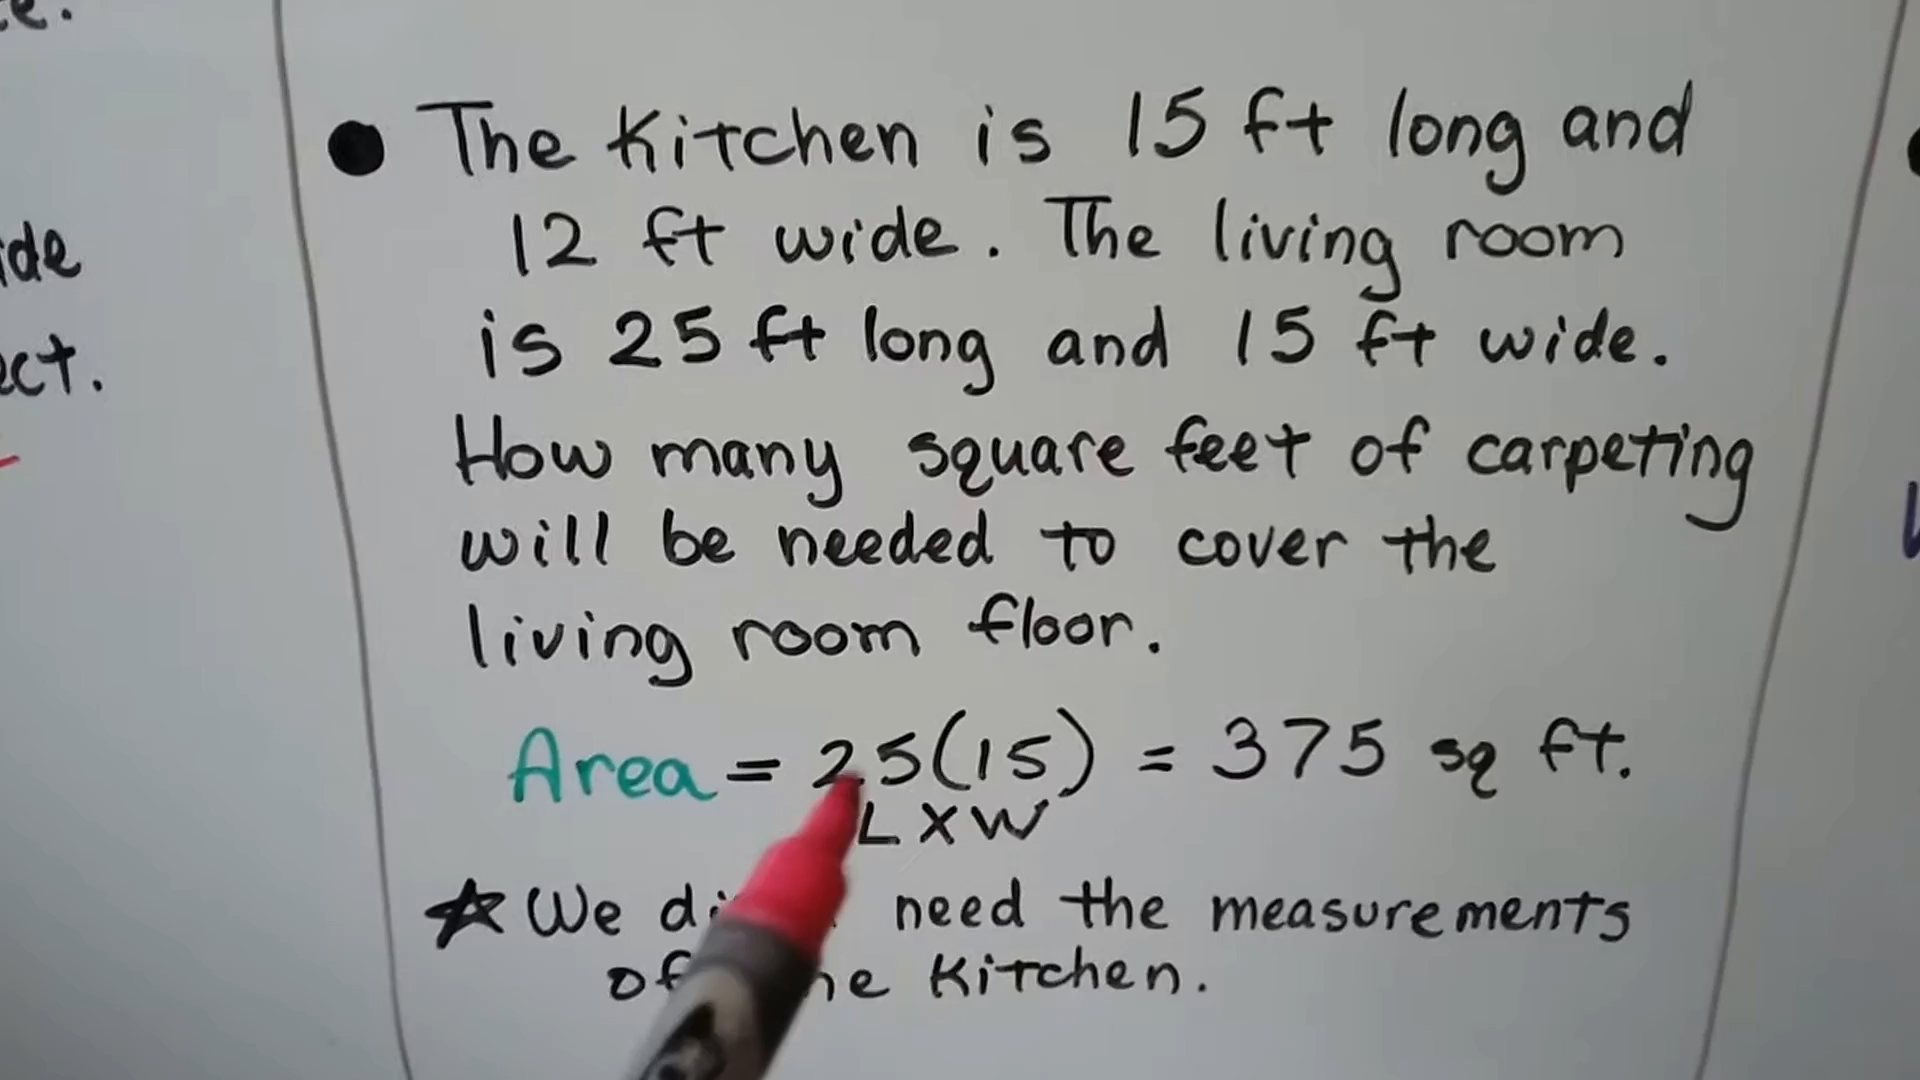 The Kitchen is 15 ft long and
12 ft wide. The living room
is 25 ft long and 15 ft wide.
How many square feet of carpeting
will be needed to cover the
living room floor.
Area = 25(15) = 375 sq ft.
L X W
We need the measurements
Kitchen.